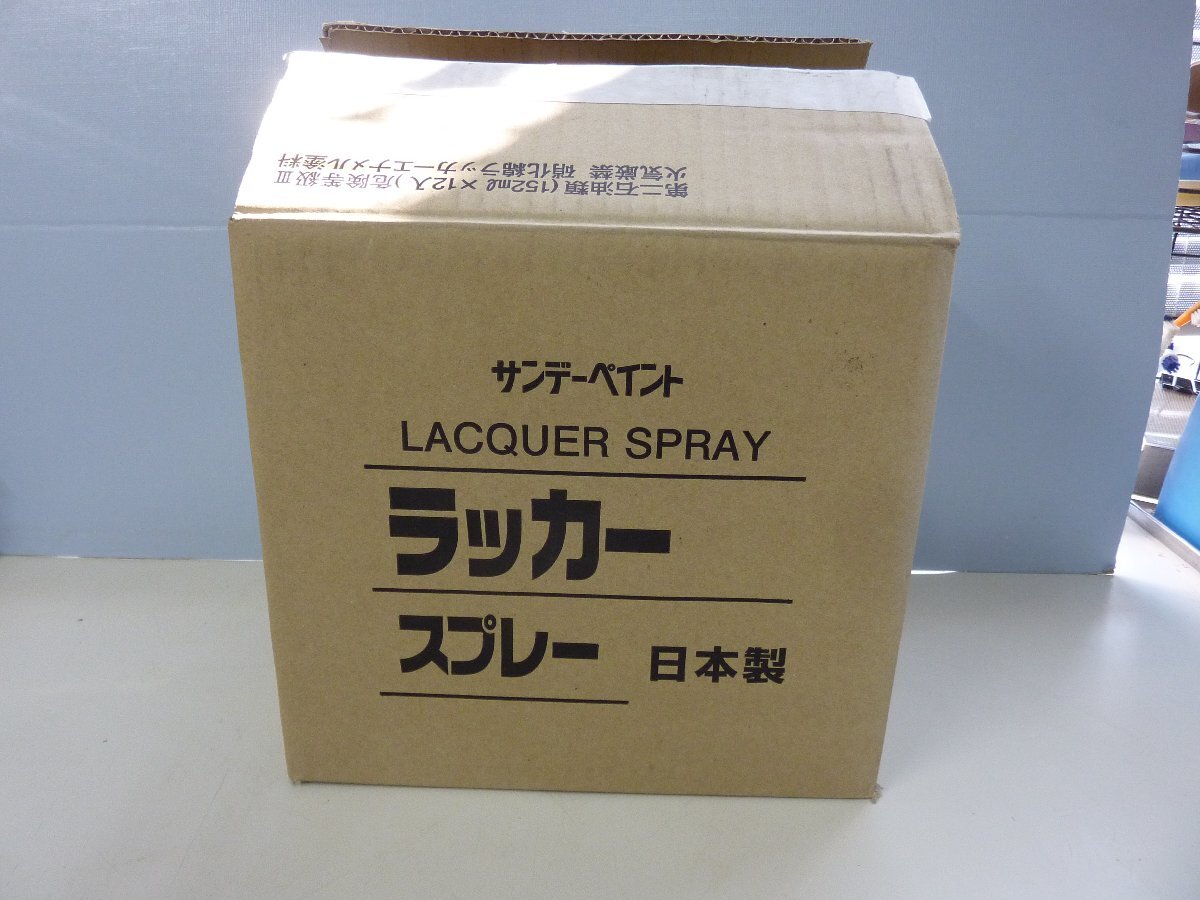 第二石油類(152mℓ×12入)危険等級Ⅲ
火気厳禁 硝化綿ラッカーエナメル塗料
サンデーペイント
LACQUER SPRAY
ラッカー
スプレー 日本製